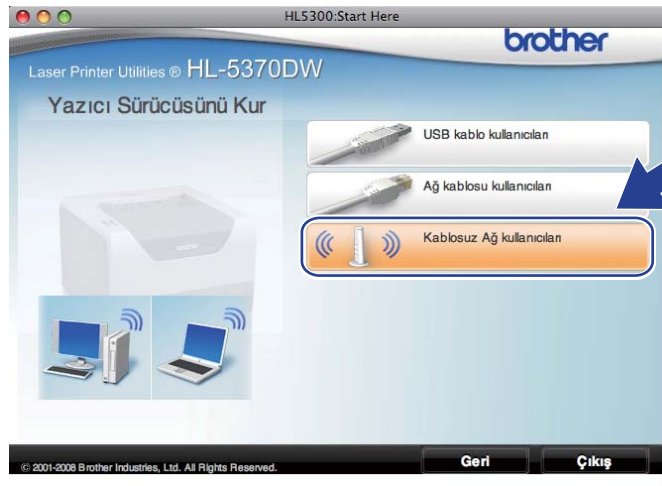 HL5300:Start Here
brother
Laser Printer Utilities ® HL-5370DW
Yazıcı Sürücüsünü Kur
USB kablo kullanıcıları
Ağ kablosu kullanıcıları
Kablosuz Ağ kullanıcıları
© 2001-2008 Brother Industries, Ltd. All Rights Reserved.
Geri
Çıkış